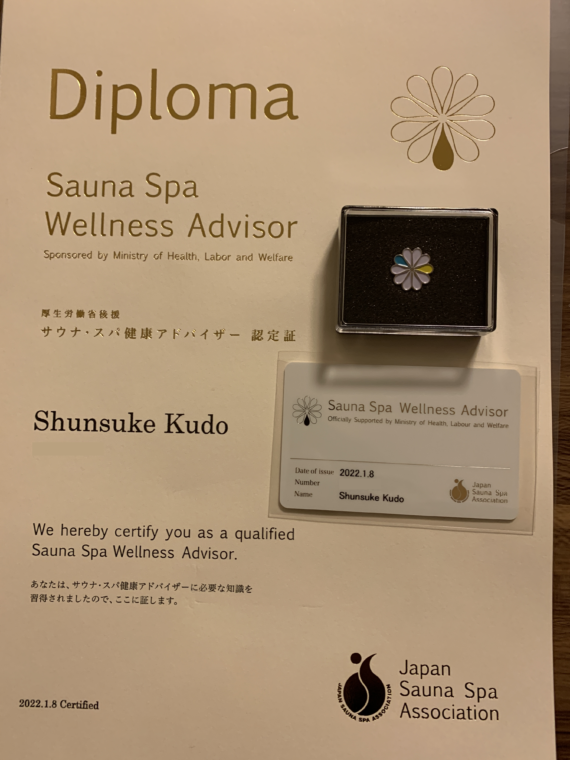 Diploma
Sauna Spa
Wellness Advisor
Sponsored by Ministry of Health, Labor and Welfare
厚生労働省後援
サウナ・スパ健康アドバイザー 認定証
Shunsuke Kudo
Sauna Spa Wellness Advisor
Officially Supported by Ministry of Health, Labour and Welfare
Date of issue 2022.1.8
Number
Name Shunsuke Kudo
Japan
Sauna Spa
Association
We hereby certify you as a qualified
Sauna Spa Wellness Advisor.
あなたは、サウナ・スパ健康アドバイザーに必要な知識を
習得されましたので、ここに証します。
2022.1.8 Certified
JAPAN SAUNA SPA ASSOCIATION
Japan
Sauna Spa
Association